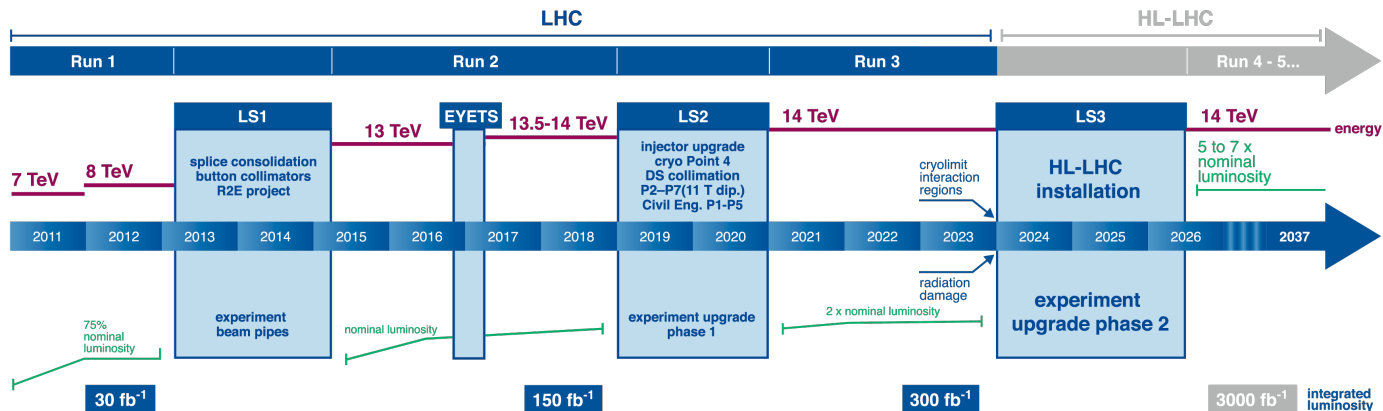 LHC
HL-LHC
Run 1
Run 2
Run 3
Run 4 - 5...
LS1
EYETS
LS2
LS3
13 TeV
13.5-14 TeV
14 TeV
14 TeV
energy
7 TeV
8 TeV
splice consolidation
button collimators
R2E project
injector upgrade
cryo Point 4
DS collimation
P2–P7(11 T dip.)
Civil Eng. P1-P5
cryolimit
interaction
regions
HL-LHC
installation
5 to 7 x
nominal
luminosity
2011
2012
2013
2014
2015
2016
2017
2018
2019
2020
2021
2022
2023
2024
2025
2026
2037
75%
nominal
luminosity
experiment
beam pipes
nominal luminosity
experiment upgrade
phase 1
2 x nominal luminosity
radiation
damage
experiment
upgrade phase 2
30 fb⁻¹
150 fb⁻¹
300 fb⁻¹
3000 fb⁻¹
integrated
luminosity